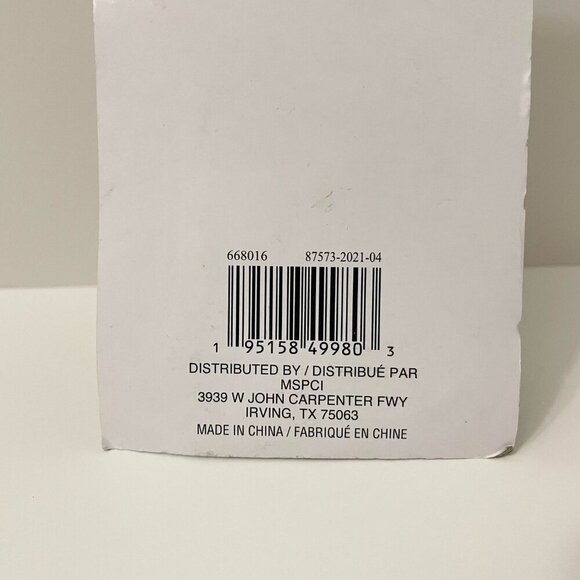 668016 87573-2021-04
1 95158 49980 3
DISTRIBUTED BY / DISTRIBUÉ PAR
MSPCI
3939 W JOHN CARPENTER FWY
IRVING, TX 75063
MADE IN CHINA / FABRIQUÉ EN CHINE